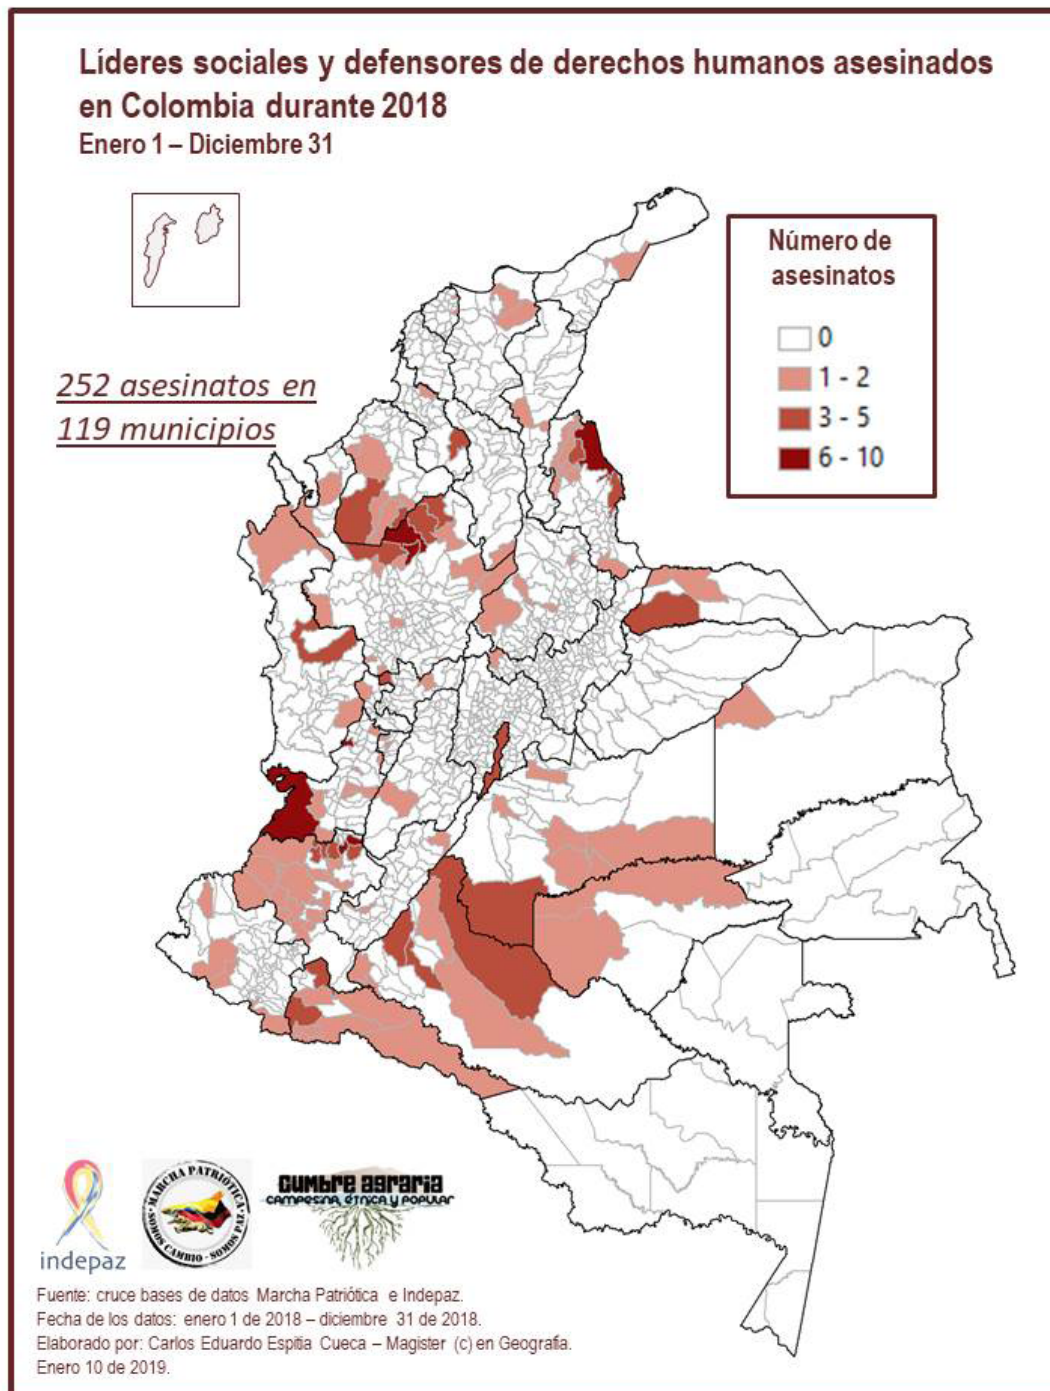 Líderes sociales y defensores de derechos humanos asesinados
en Colombia durante 2018
Enero 1 – Diciembre 31
Número de
asesinatos
0
1 - 2
3 - 5
6 - 10
252 asesinatos en
119 municipios
indepaz
MARCHA PATRIÓTICA
SOMOS CAMBIO - SOMOS PAZ
cumbre agraria
campesina, étnica y popular
Fuente: cruce bases de datos Marcha Patriótica e Indepaz.
Fecha de los datos: enero 1 de 2018 – diciembre 31 de 2018.
Elaborado por: Carlos Eduardo Espitia Cueca – Magister (c) en Geografía.
Enero 10 de 2019.